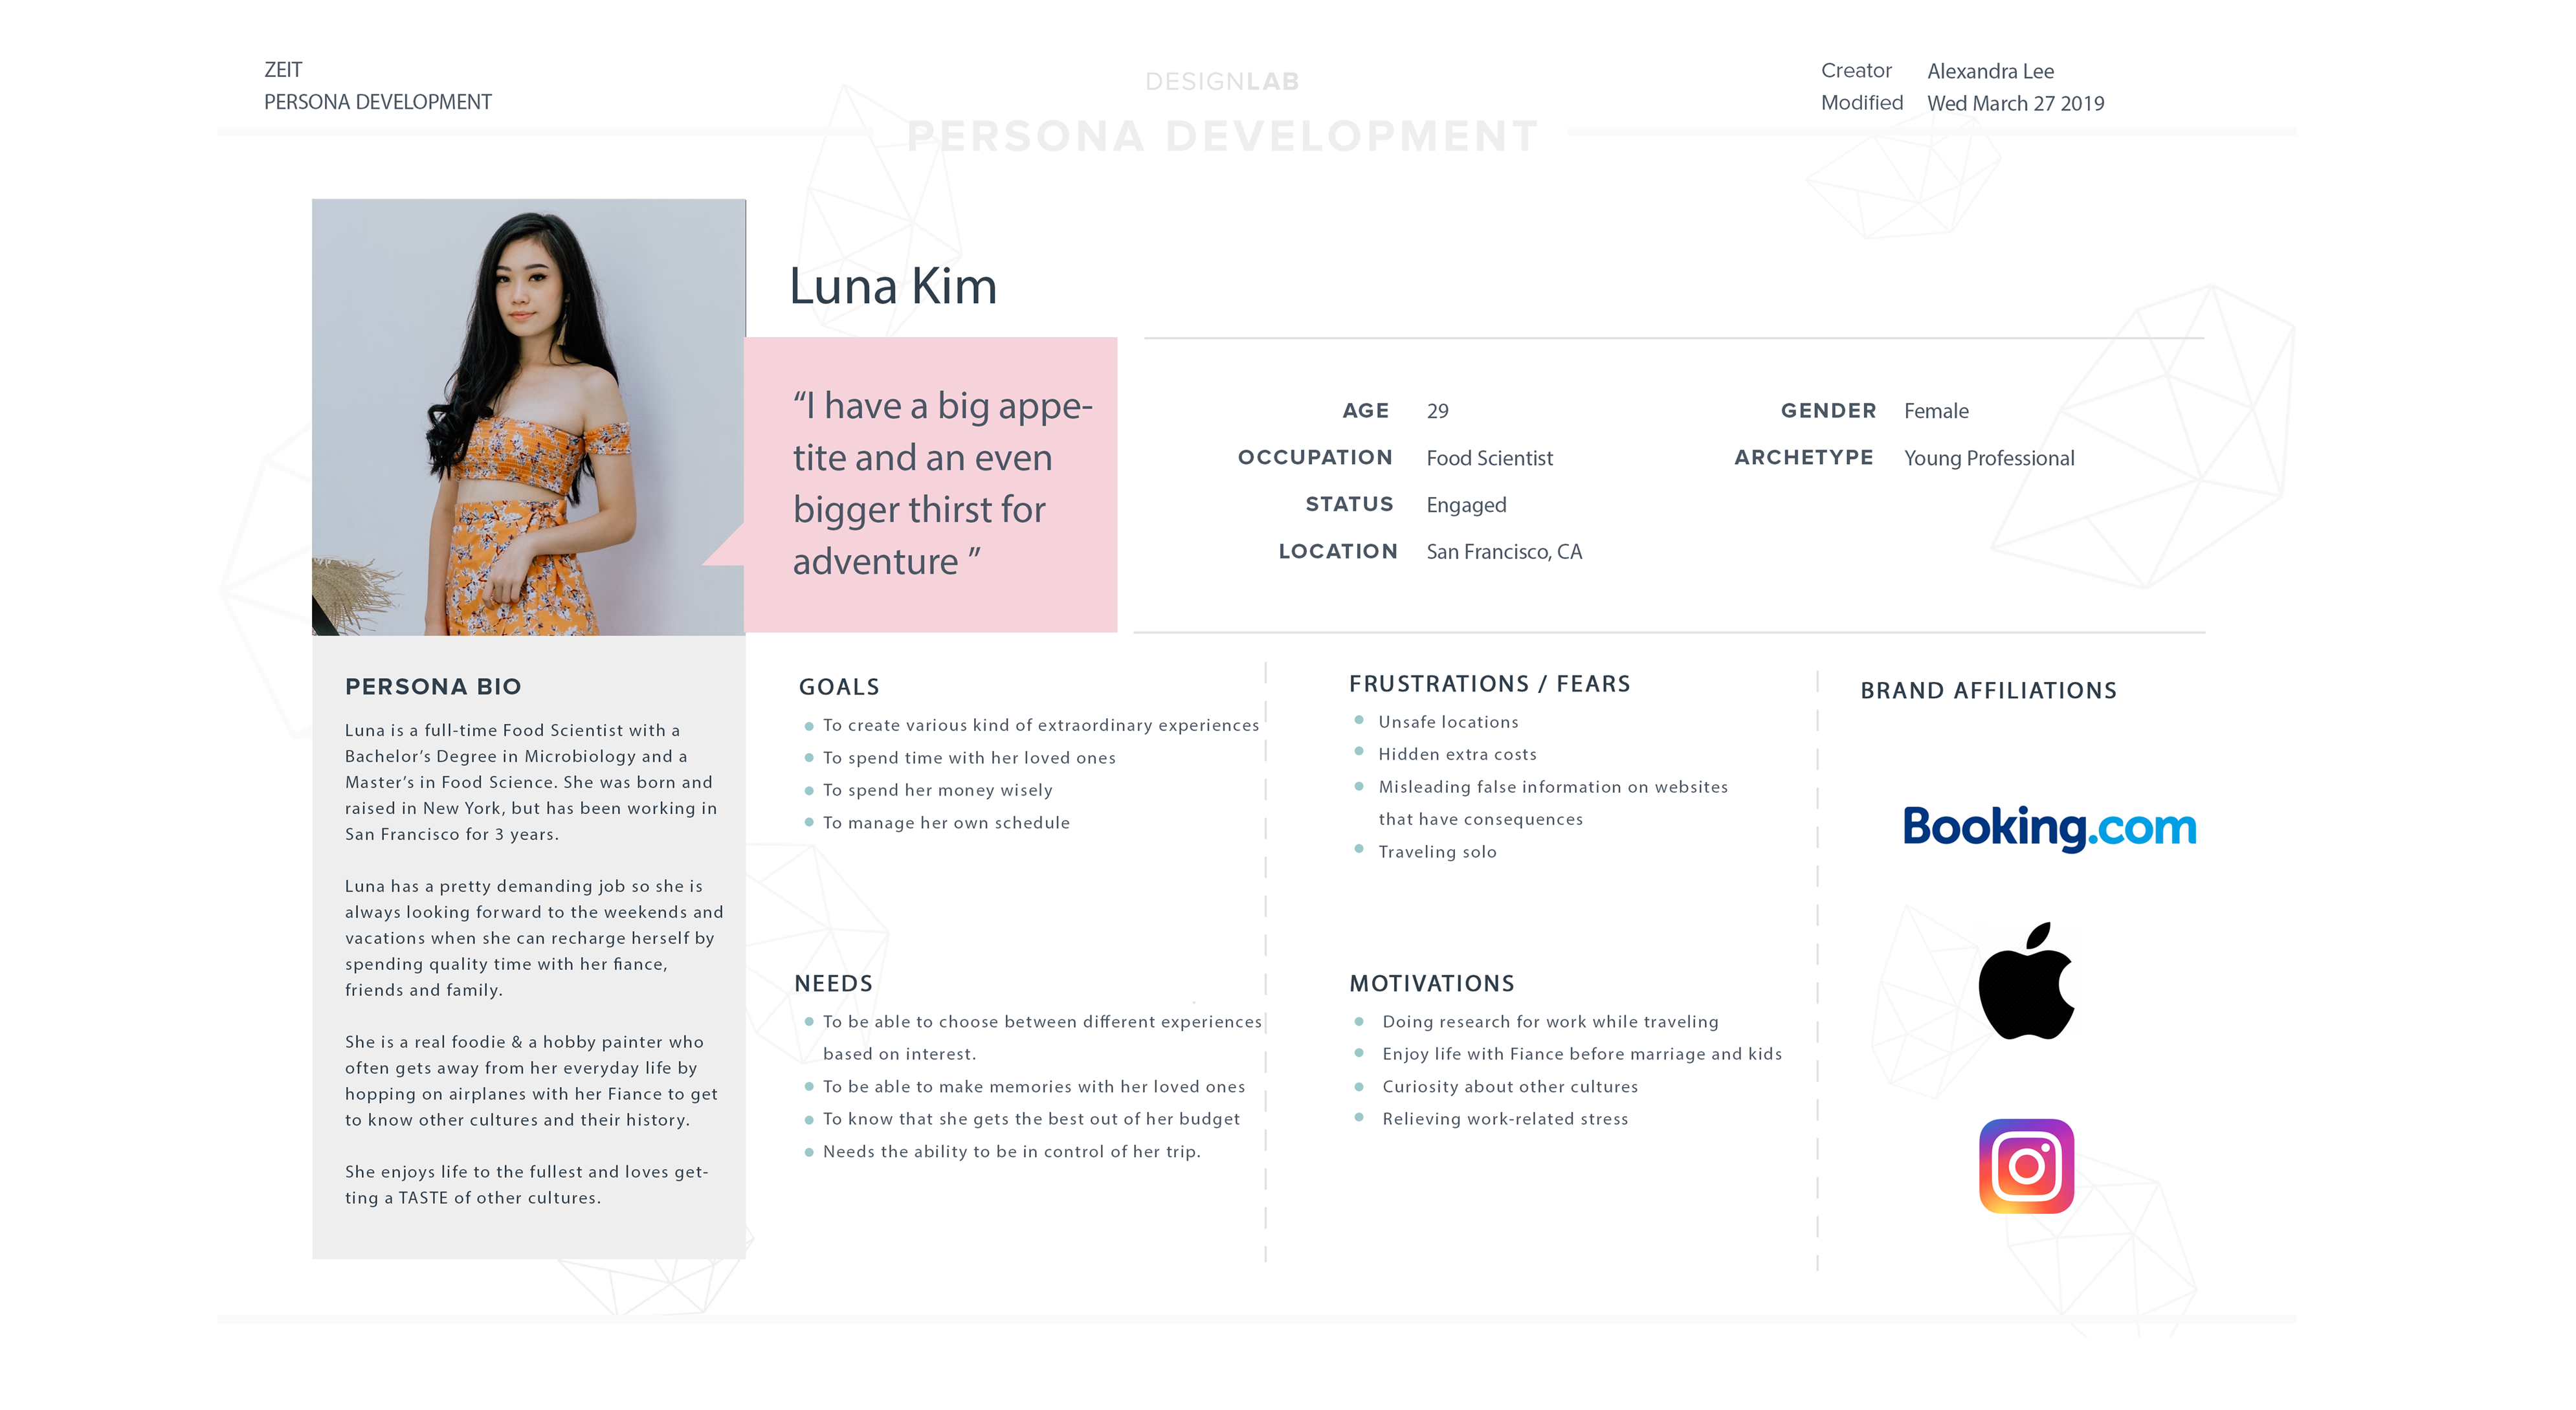 ZEIT
PERSONA DEVELOPMENT
DESIGNLAB
PERSONA DEVELOPMENT
Creator Alexandra Lee
Modified Wed March 27 2019
Luna Kim
“I have a big appe-
tite and an even
bigger thirst for
adventure ”
AGE 29
OCCUPATION Food Scientist
STATUS Engaged
LOCATION San Francisco, CA
GENDER Female
ARCHETYPE Young Professional
PERSONA BIO
Luna is a full-time Food Scientist with a
Bachelor’s Degree in Microbiology and a
Master’s in Food Science. She was born and
raised in New York, but has been working in
San Francisco for 3 years.
Luna has a pretty demanding job so she is
always looking forward to the weekends and
vacations when she can recharge herself by
spending quality time with her fiance,
friends and family.
She is a real foodie & a hobby painter who
often gets away from her everyday life by
hopping on airplanes with her Fiance to get
to know other cultures and their history.
She enjoys life to the fullest and loves get-
ting a TASTE of other cultures.
GOALS
To create various kind of extraordinary experiences
To spend time with her loved ones
To spend her money wisely
To manage her own schedule
NEEDS
To be able to choose between different experiences
based on interest.
To be able to make memories with her loved ones
To know that she gets the best out of her budget
Needs the ability to be in control of her trip.
FRUSTRATIONS / FEARS
Unsafe locations
Hidden extra costs
Misleading false information on websites
that have consequences
Traveling solo
MOTIVATIONS
Doing research for work while traveling
Enjoy life with Fiance before marriage and kids
Curiosity about other cultures
Relieving work-related stress
BRAND AFFILIATIONS
Booking.com